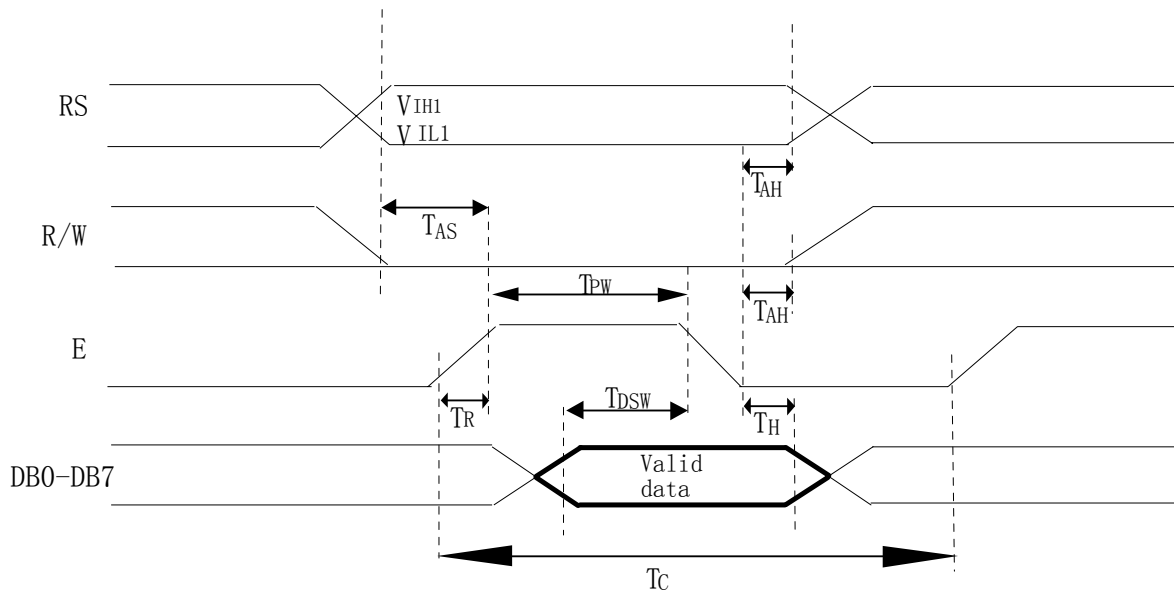 RS
VIH1
VIL1
TAH
R/W
TAS
TPW
TAH
E
TR
TDSW
TH
DB0-DB7
Valid
data
TC